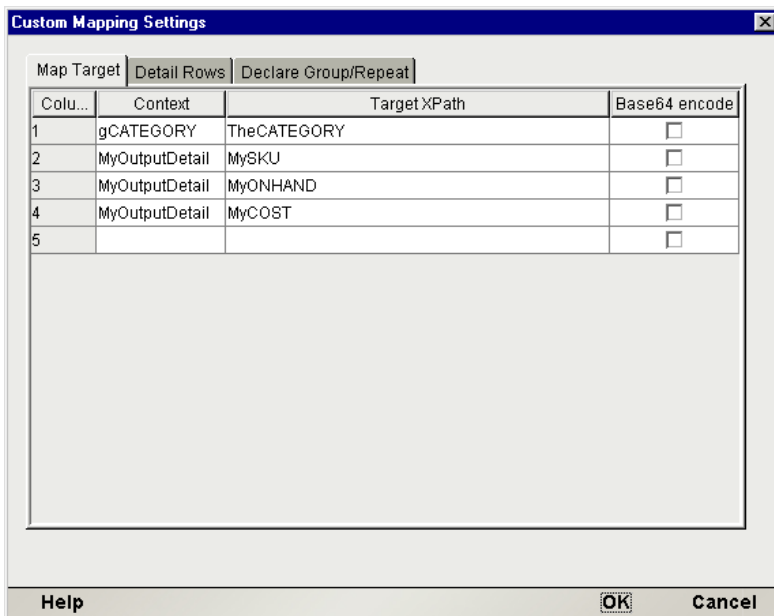 Custom Mapping Settings
Map Target Detail Rows Declare Group/Repeat
Colu... Context Target XPath Base64 encode
1 gCATEGORY TheCATEGORY
2 MyOutputDetail MySKU
3 MyOutputDetail MyONHAND
4 MyOutputDetail MyCOST
5
Help OK Cancel